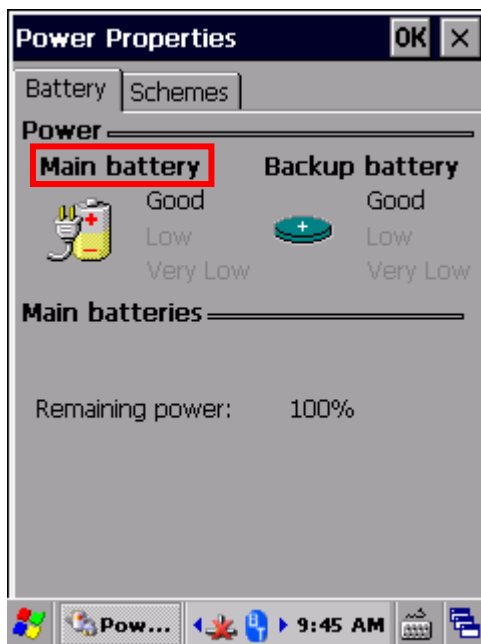 Power Properties OK ×
Battery Schemes
Power
Main battery Backup battery
Good Good
Low Low
Very Low Very Low
Main batteries
Remaining power: 100%
Pow... 9:45 AM